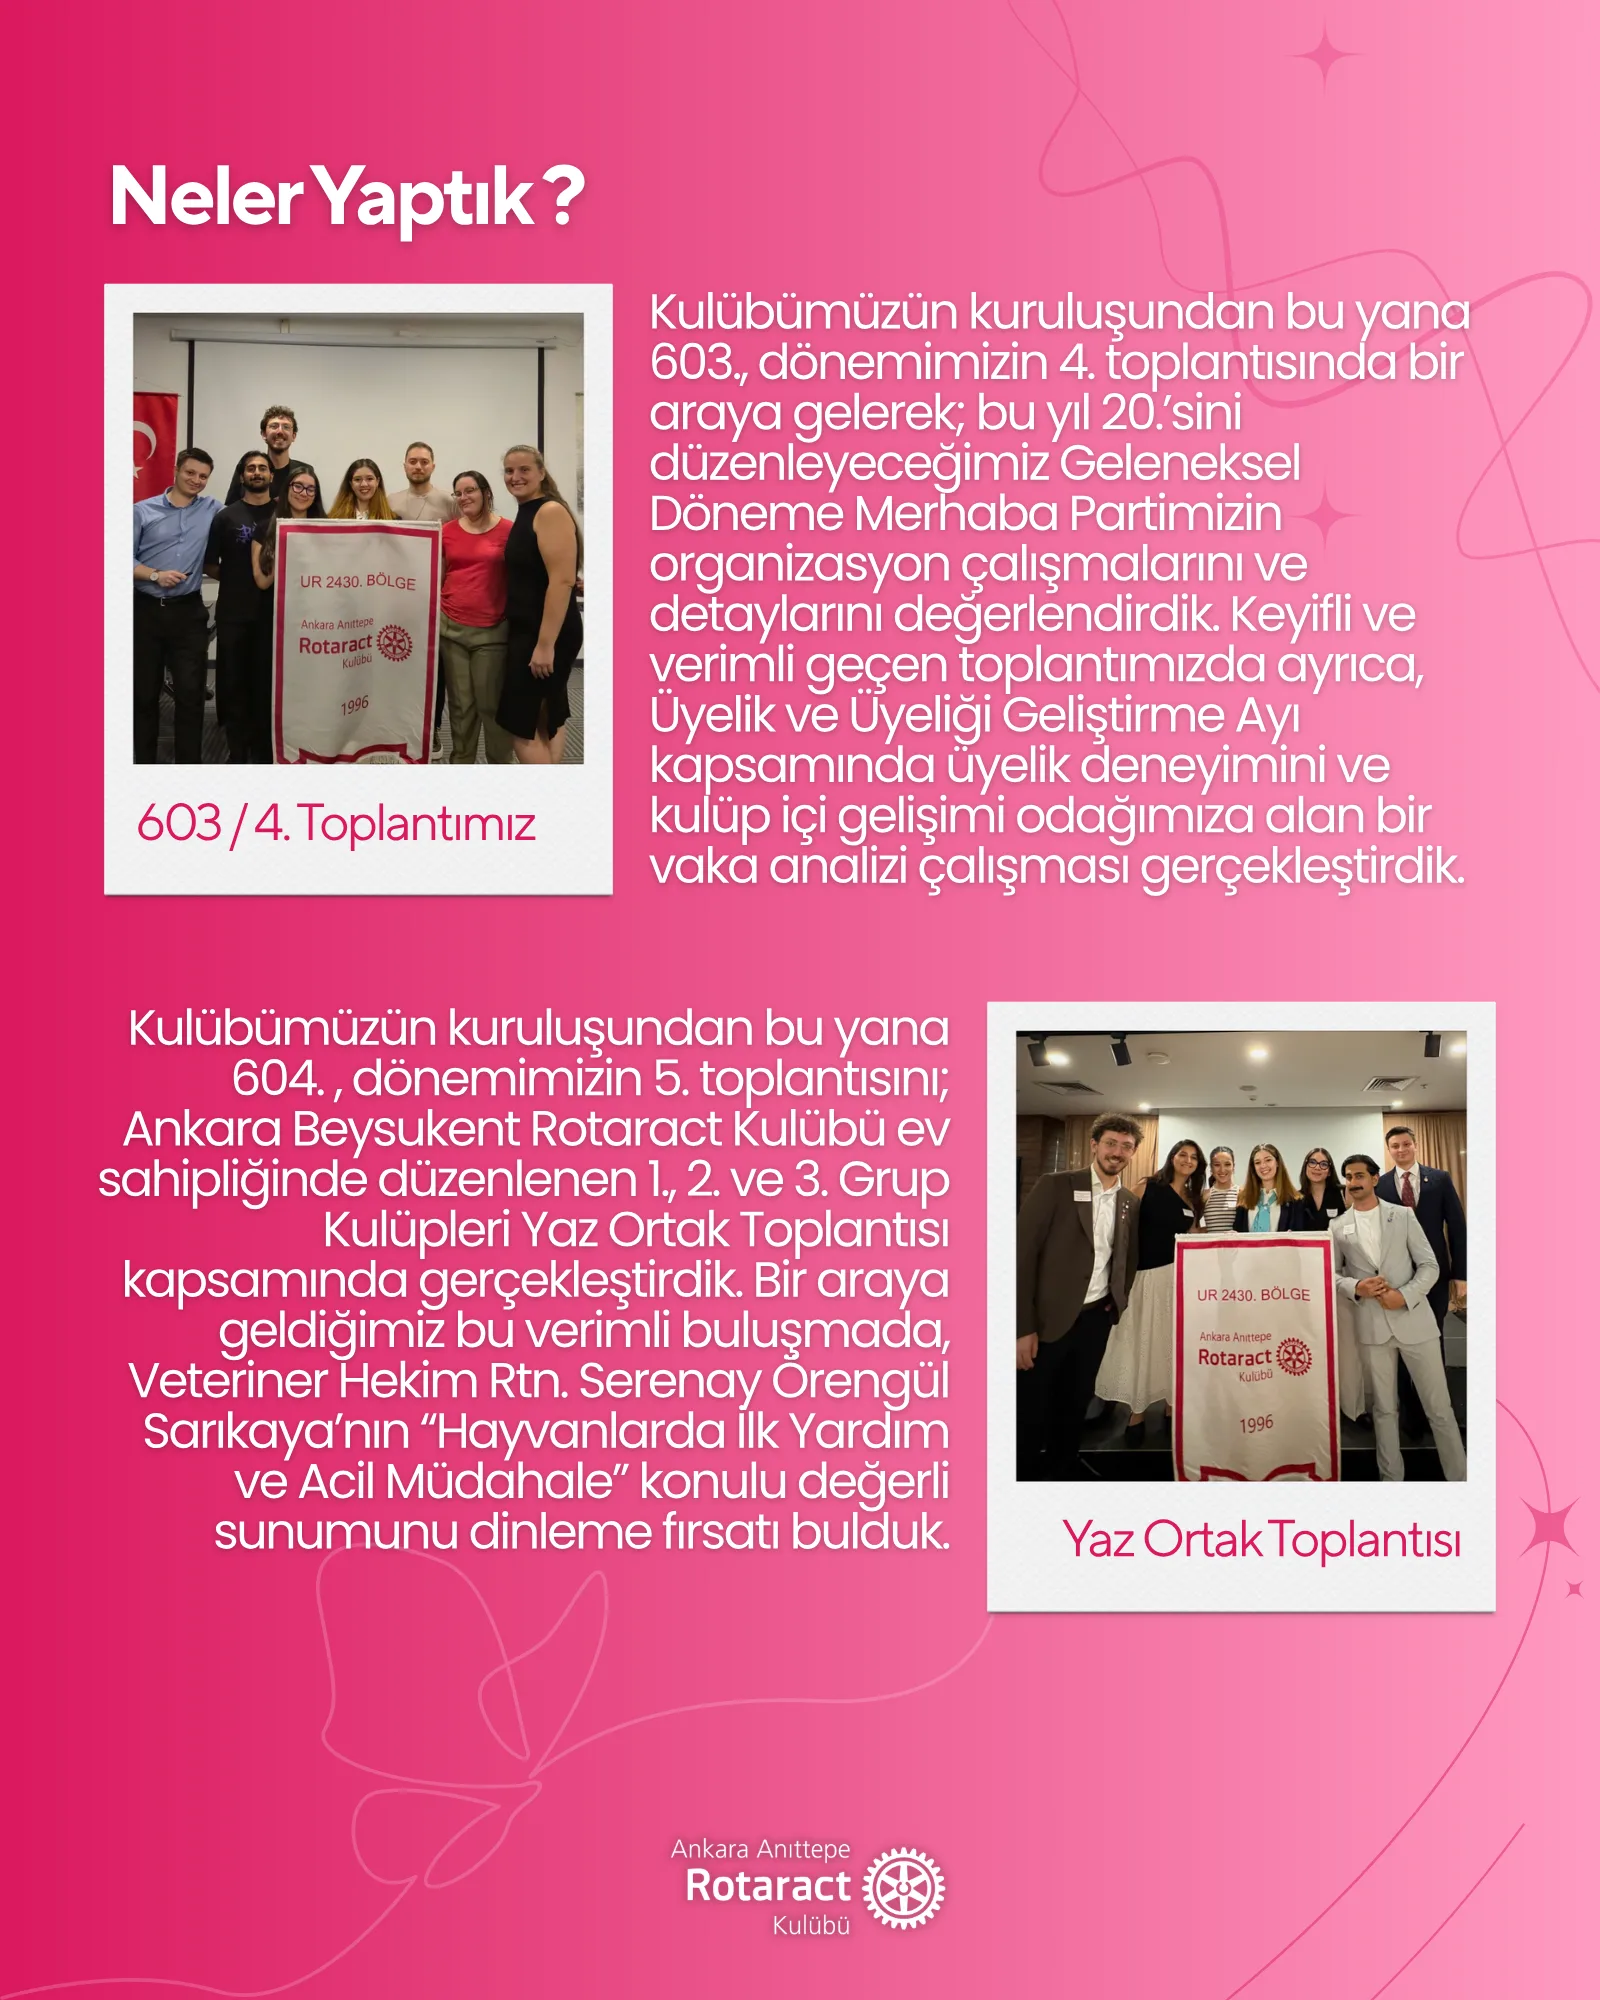 Neler Yaptık ?
UR 2430. BÖLGE
Ankara Anıttepe
Rotaract
Kulübü
1996
603 / 4. Toplantımız
Kulübümüzün kuruluşundan bu yana
603., dönemimizin 4. toplantısında bir
araya gelerek; bu yıl 20.’sini
düzenleyeceğimiz Geleneksel
Döneme Merhaba Partimizin
organizasyon çalışmalarını ve
detaylarını değerlendirdik. Keyifli ve
verimli geçen toplantımızda ayrıca,
Üyelik ve Üyeliği Geliştirme Ayı
kapsamında üyelik deneyimini ve
kulüp içi gelişimi odağımıza alan bir
vaka analizi çalışması gerçekleştirdik.
Kulübümüzün kuruluşundan bu yana
604. , dönemimizin 5. toplantısını;
Ankara Beysukent Rotaract Kulübü ev
sahipliğinde düzenlenen 1., 2. ve 3. Grup
Kulüpleri Yaz Ortak Toplantısı
kapsamında gerçekleştirdik. Bir araya
geldiğimiz bu verimli buluşmada,
Veteriner Hekim Rtn. Serenay Örengül
Sarıkaya’nın “Hayvanlarda İlk Yardım
ve Acil Müdahale” konulu değerli
sunumunu dinleme fırsatı bulduk.
UR 2430. BÖLGE
Ankara Anıttepe
Rotaract
Kulübü
1996
Yaz Ortak Toplantısı
Ankara Anıttepe
Rotaract
Kulübü